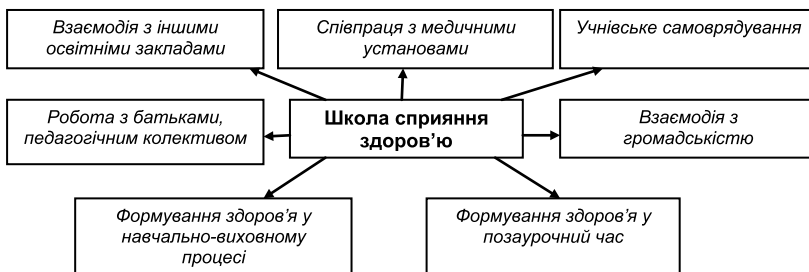 Взаємодія з іншими
освітніми закладами
Співпраця з медичними
установами
Учнівське самоврядування
Робота з батьками,
педагогічним колективом
Школа сприяння
здоров’ю
Взаємодія з
громадськістю
Формування здоров’я у
навчально-виховному
процесі
Формування здоров’я у
позаурочний час